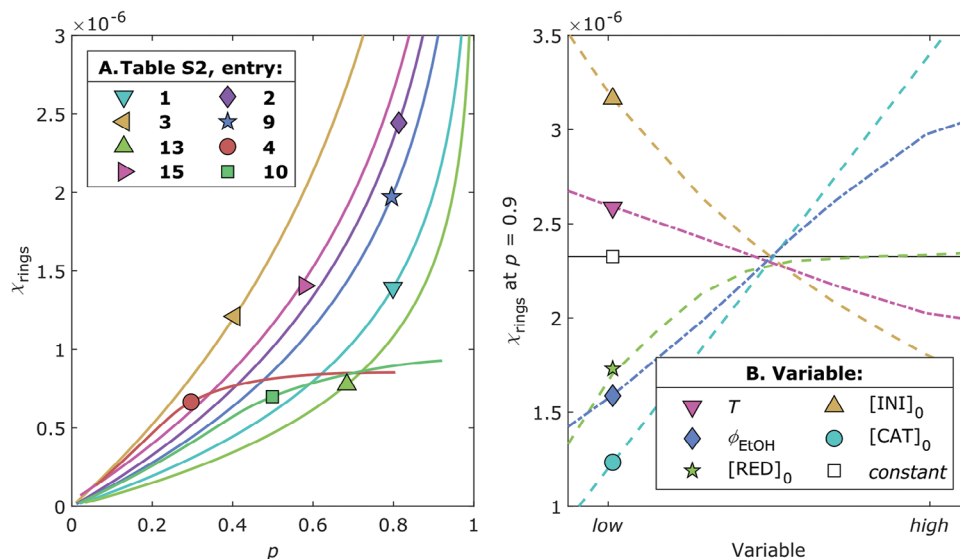 ×10⁻⁶
3
2.5
2
1.5
1
0.5
0
0
0.2
0.4
0.6
0.8
1
χrings
p
A.Table S2, entry:
1 2
3 9
13 4
15 10
×10⁻⁶
3.5
3
2.5
2
1.5
1
χrings at p = 0.9
low
high
Variable
B. Variable:
T [INI]₀
ϕEtOH [CAT]₀
[RED]₀ constant